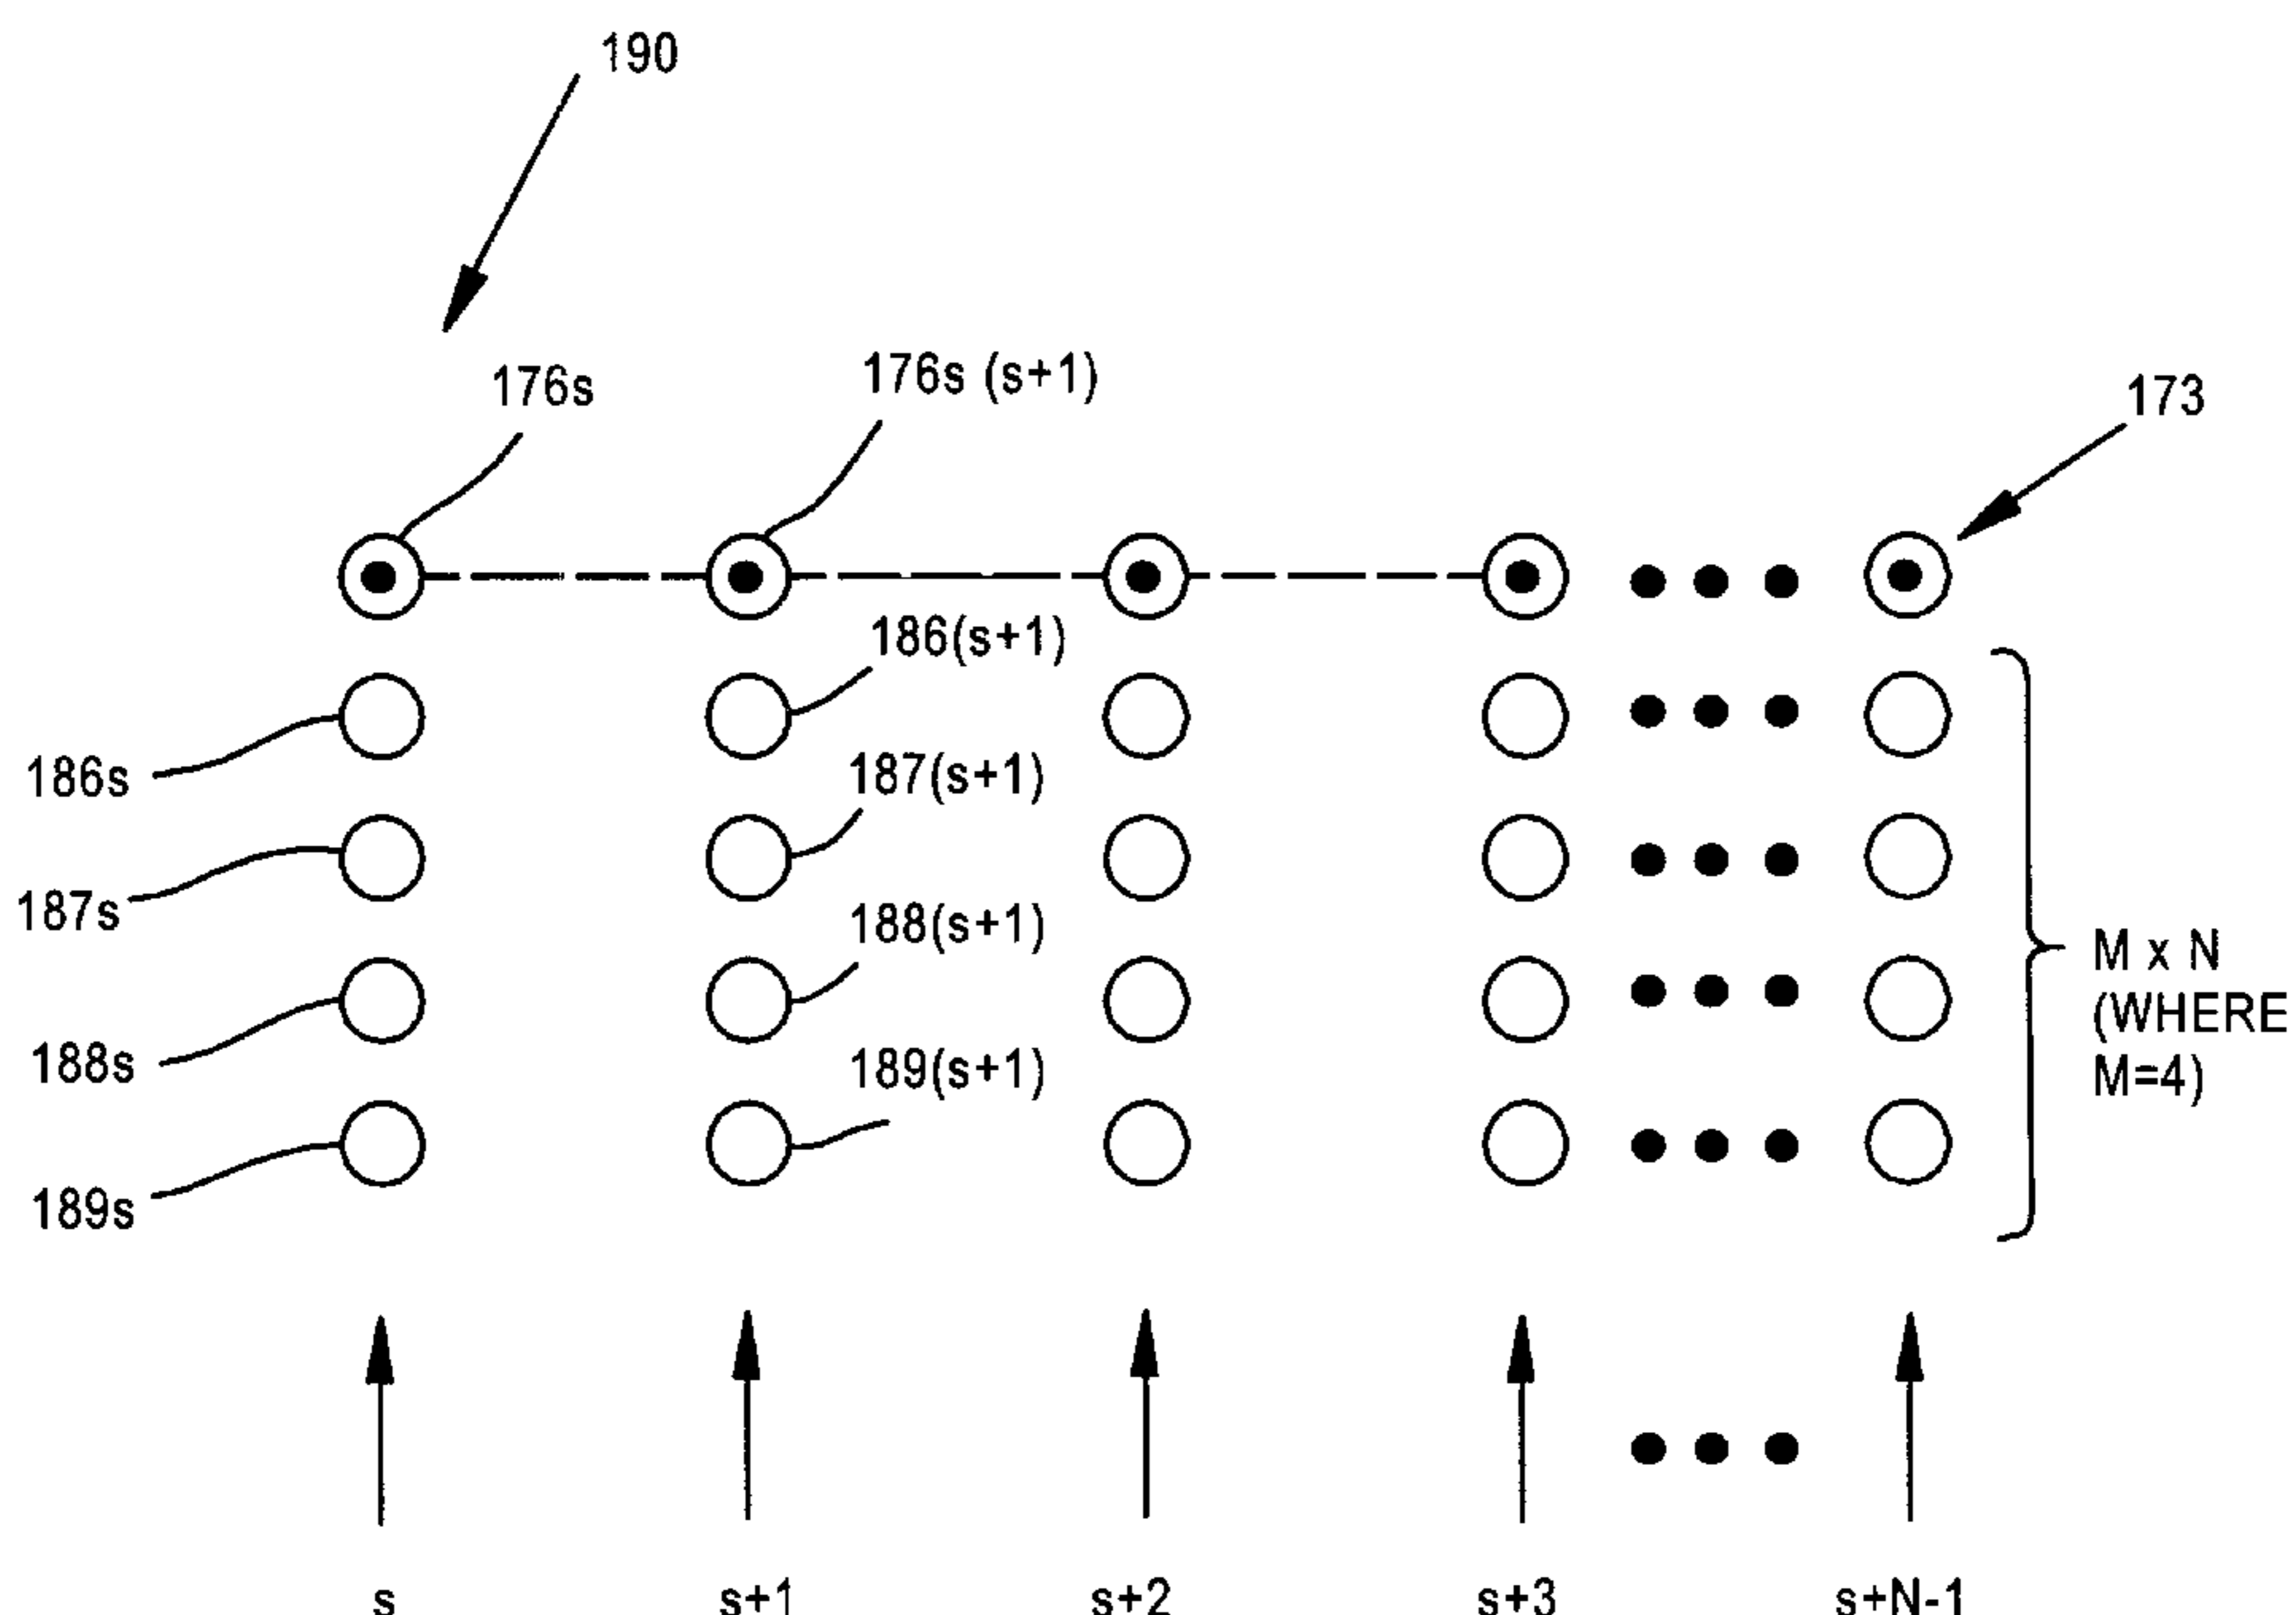 190
176s
176s (s+1)
173
186(s+1)
186s
187(s+1)
187s
188(s+1)
M x N
(WHERE
M=4)
188s
189(s+1)
189s
s
s+1
s+2
s+3
s+N-1